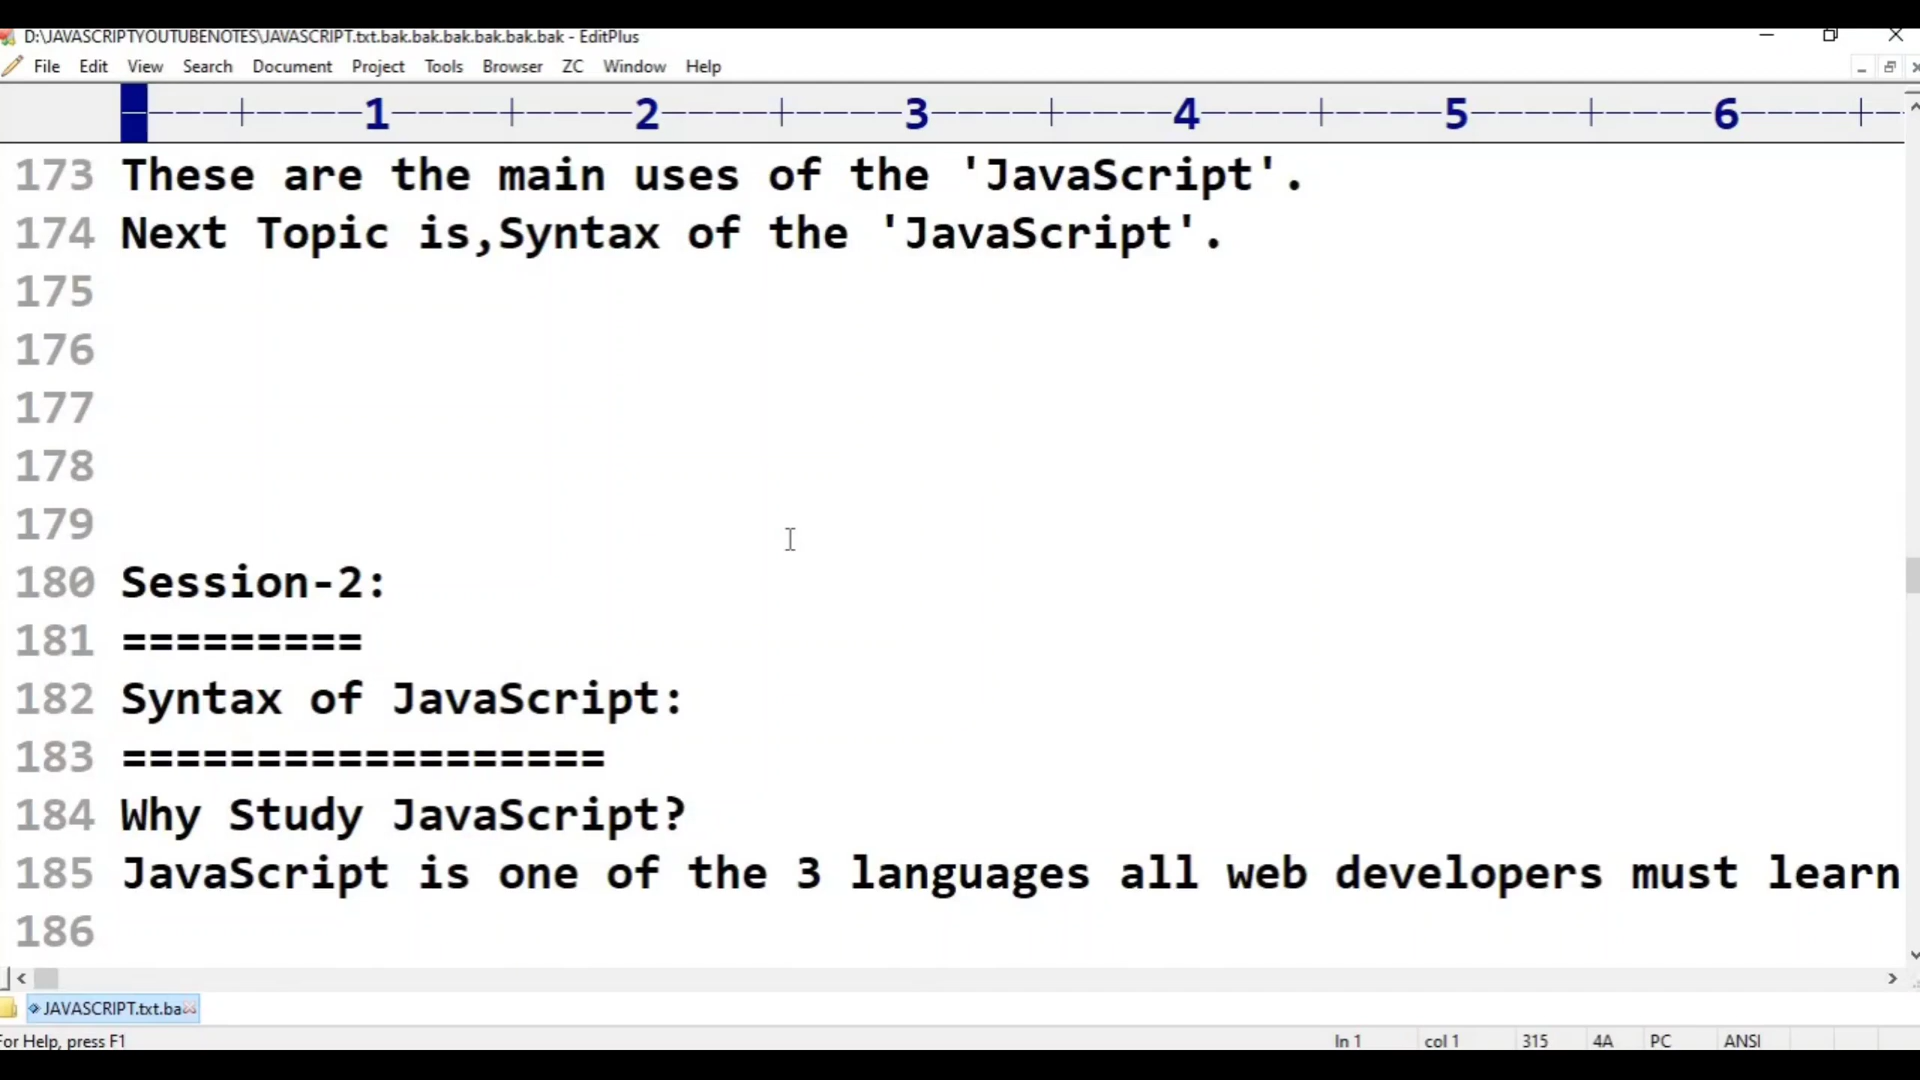 D:\JAVASCRIPTYOUTUBENOTES\JAVASCRIPT.txt.bak.bak.bak.bak.bak.bak - EditPlus
File Edit View Search Document Project Tools Browser ZC Window Help
----+----1----+----2----+----3----+----4----+----5----+----6----+--
173 These are the main uses of the 'JavaScript'.
174 Next Topic is,Syntax of the 'JavaScript'.
175
176
177
178
179
180 Session-2:
181 =========
182 Syntax of JavaScript:
183 ==================
184 Why Study JavaScript?
185 JavaScript is one of the 3 languages all web developers must learn
186
JAVASCRIPT.txt.ba
For Help, press F1 ln 1 col 1 315 4A PC ANSI